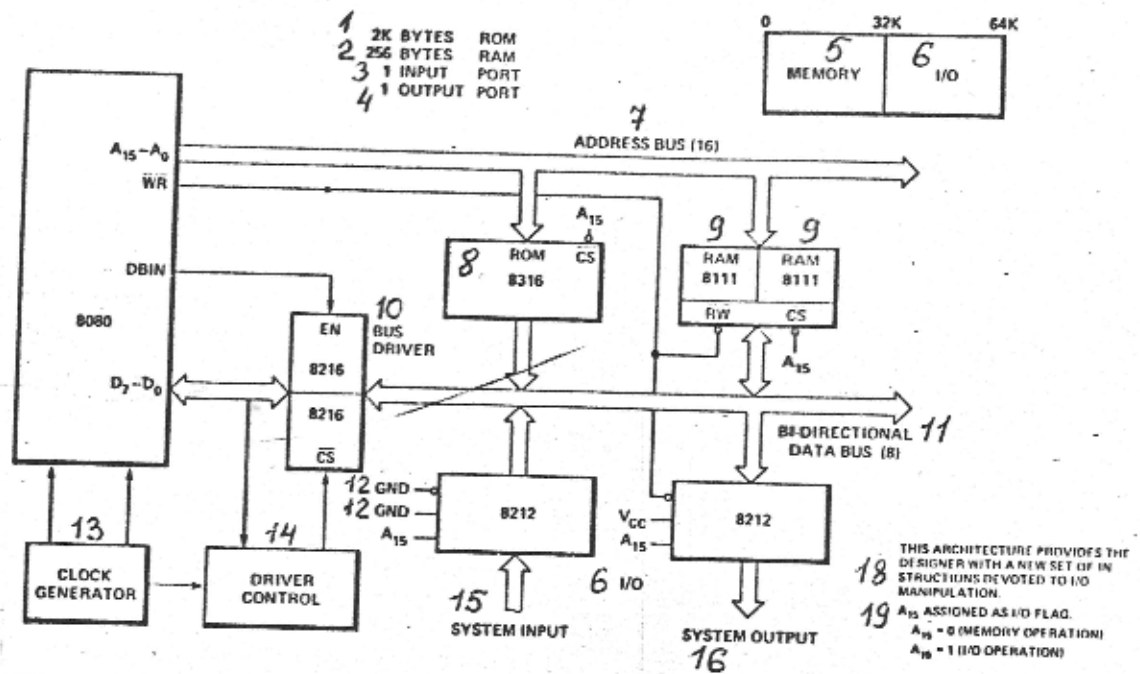 1 2K BYTES ROM
2 256 BYTES RAM
3 1 INPUT PORT
4 1 OUTPUT PORT
0 32K 64K
5 MEMORY
6 I/O
7
ADDRESS BUS (16)
A15–A0
WR
DBIN
8080
D7–D0
8
ROM
8316
CS
A15
9 9
RAM
8111
RAM
8111
RW CS
A15
10
BUS
DRIVER
EN
8216
8216
CS
BI-DIRECTIONAL 11
DATA BUS (8)
12 GND
12 GND
A15
8212
VCC
A15
8212
13
CLOCK
GENERATOR
14
DRIVER
CONTROL
15
SYSTEM INPUT
6 I/O
SYSTEM OUTPUT
16
18 THIS ARCHITECTURE PROVIDES THE
DESIGNER WITH A NEW SET OF IN
STRUCTIONS DEVOTED TO I/O
MANIPULATION.
19 A15 ASSIGNED AS I/O FLAG.
A15 = 0 (MEMORY OPERATION)
A15 = 1 (I/O OPERATION)